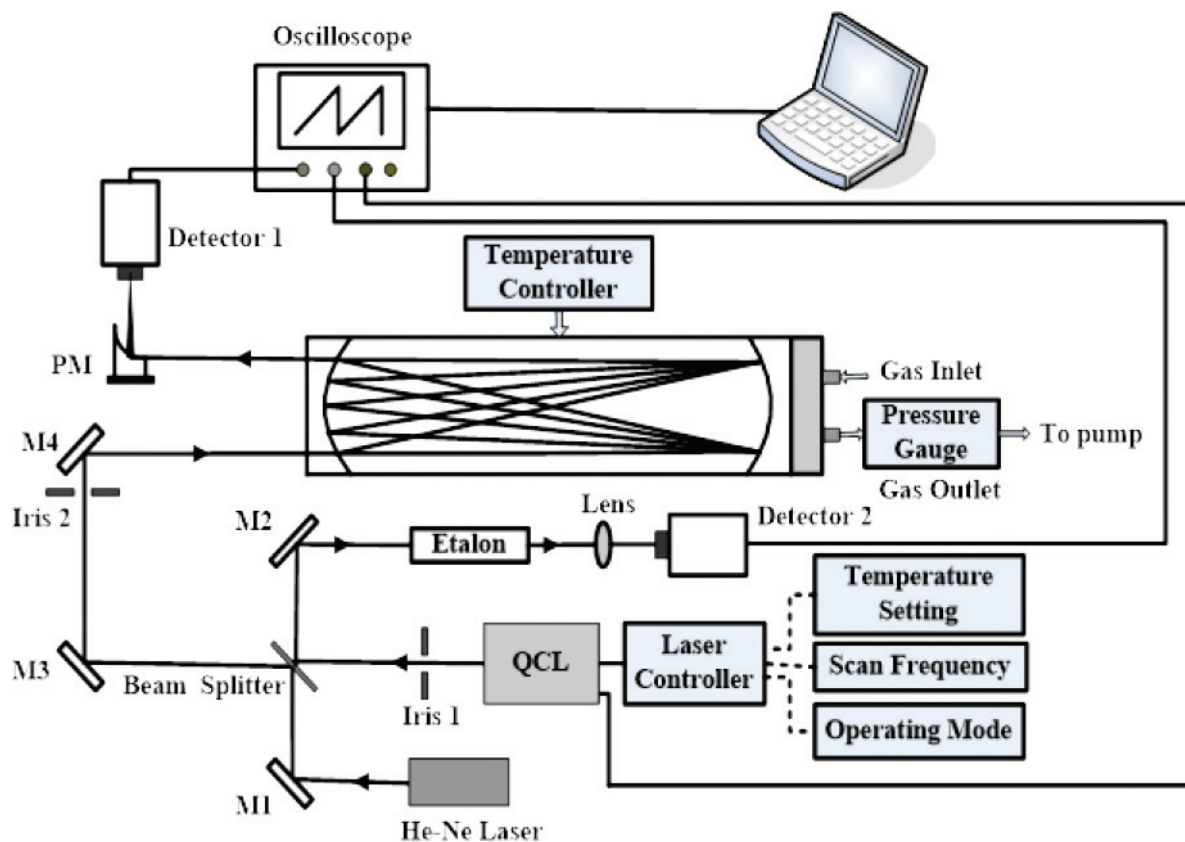 Oscilloscope
Detector 1
Temperature
Controller
PM
Gas Inlet
M4
Pressure
Gauge
To pump
Iris 2
Gas Outlet
M2
Lens
Detector 2
Etalon
Temperature
Setting
M3
Beam Splitter
QCL
Laser
Controller
Scan Frequency
Iris 1
Operating Mode
M1
He-Ne Laser